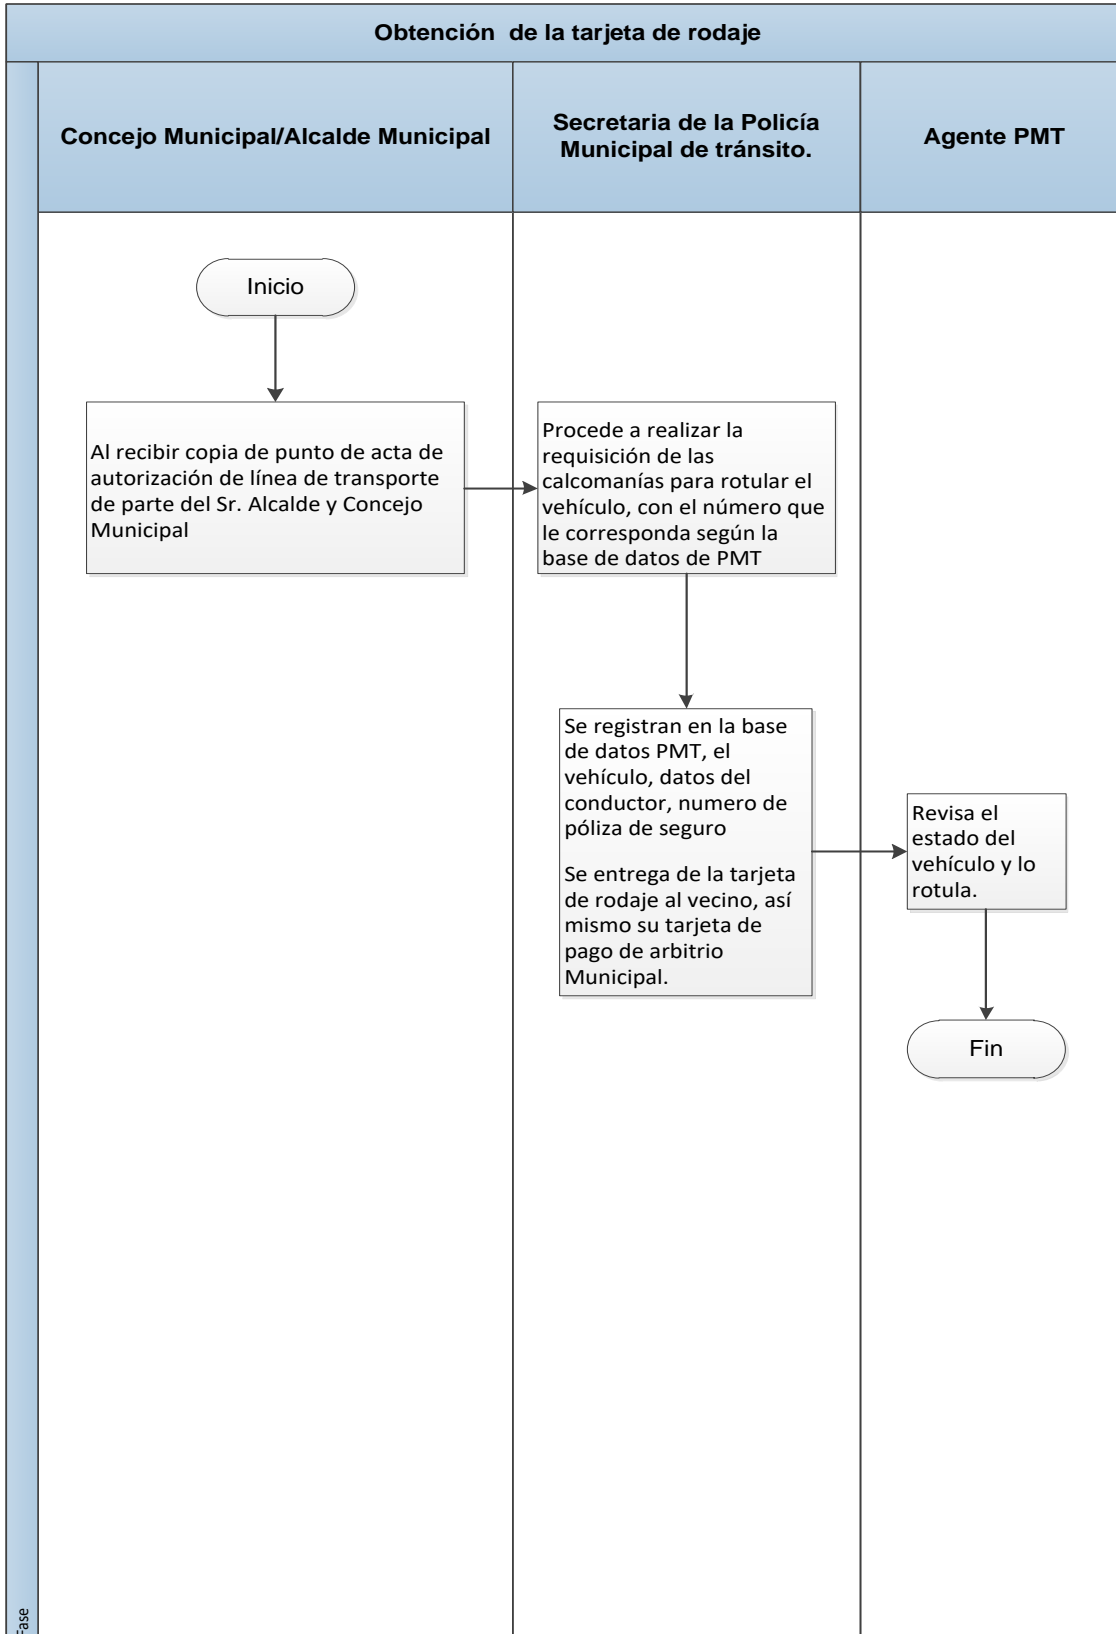 Obtención  de la tarjeta de rodaje
Concejo Municipal/Alcalde Municipal
Secretaria de la Policía
Municipal de tránsito.
Agente PMT
Inicio
Al recibir copia de punto de acta de
autorización de línea de transporte
de parte del Sr. Alcalde y Concejo
Municipal
Procede a realizar la
requisición de las
calcomanías para rotular el
vehículo, con el número que
le corresponda según la
base de datos de PMT
Se registran en la base
de datos PMT, el
vehículo, datos del
conductor, numero de
póliza de seguro
Se entrega de la tarjeta
de rodaje al vecino, así
mismo su tarjeta de
pago de arbitrio
Municipal.
Revisa el
estado del
vehículo y lo
rotula.
Fin
Fase